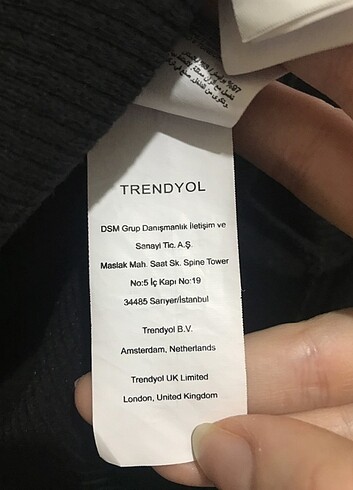 TRENDYOL
DSM Grup Danışmanlık İletişim ve
Sanayi Tic. A.Ş.
Maslak Mah. Saat Sk. Spine Tower
No:5 İç Kapı No:19
34485 Sarıyer/İstanbul
Trendyol B.V.
Amsterdam, Netherlands
Trendyol UK Limited
London, United Kingdom